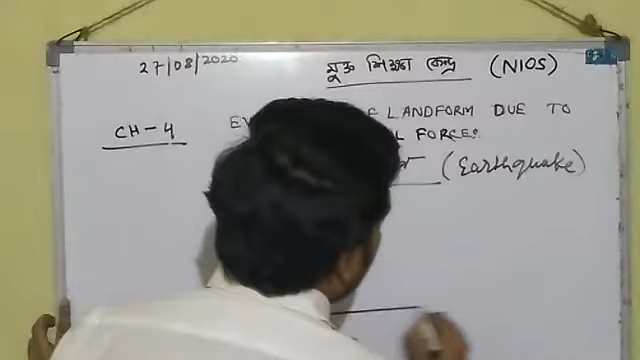 27/08/2020 মুক্ত শিক্ষা কেন্দ্র (NIOS)
CH-4
LANDFORM DUE TO
FORCES
(Earthquake)